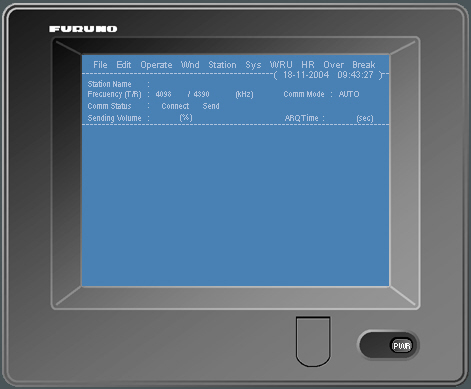 FURUNO
File Edit Operate Wnd Station Sys WRU HR Over Break
( 18-11-2004 09:43:27 )
Station Name :
Frecuency (T/R) : 4098 / 4390 (kHz) Comm Mode : AUTO
Comm Status : Connect Send
Sending Volume : (%) ARQTime : (sec)
PWR